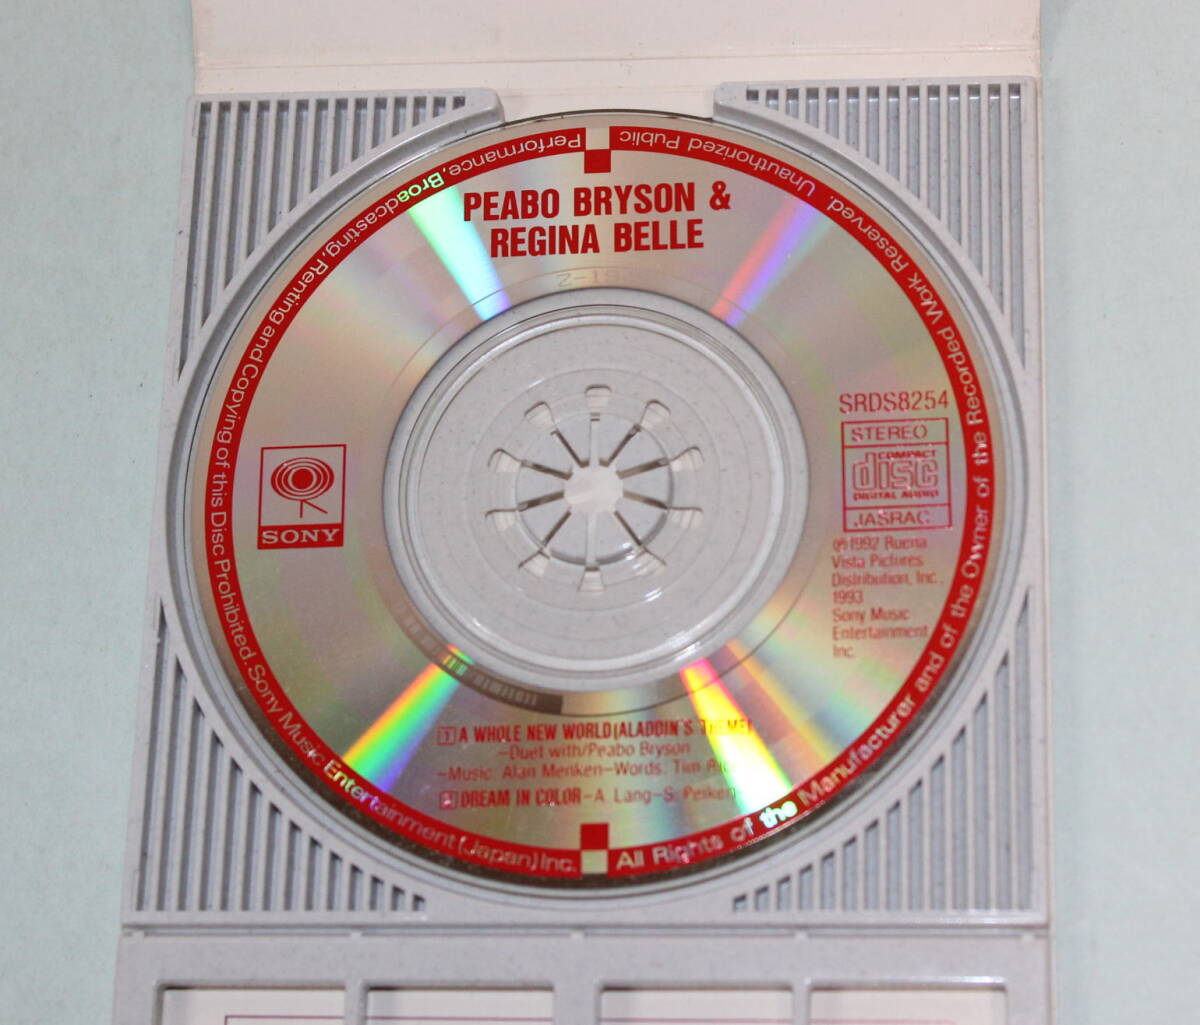 PEABO BRYSON &
REGINA BELLE
SRDS8254
STEREO
COMPACT
disc
DIGITAL AUDIO
JASRAC
SONY
℗1992 Buena
Vista Pictures
Distribution, Inc.,
1993
Sony Music
Entertainment
Inc.
1 A WHOLE NEW WORLD(ALADDIN'S THEME)
-Duet with/Peabo Bryson
-Music: Alan Menken-Words: Tim Rice
2 DREAM IN COLOR-A. Lang-S. Peiken
All Rights of the Manufacturer and of the Owner of the Recorded Work Reserved. Unauthorized Public
Performance, Broadcasting, Renting and Copying of this Disc Prohibited. Sony Music Entertainment(Japan)Inc.